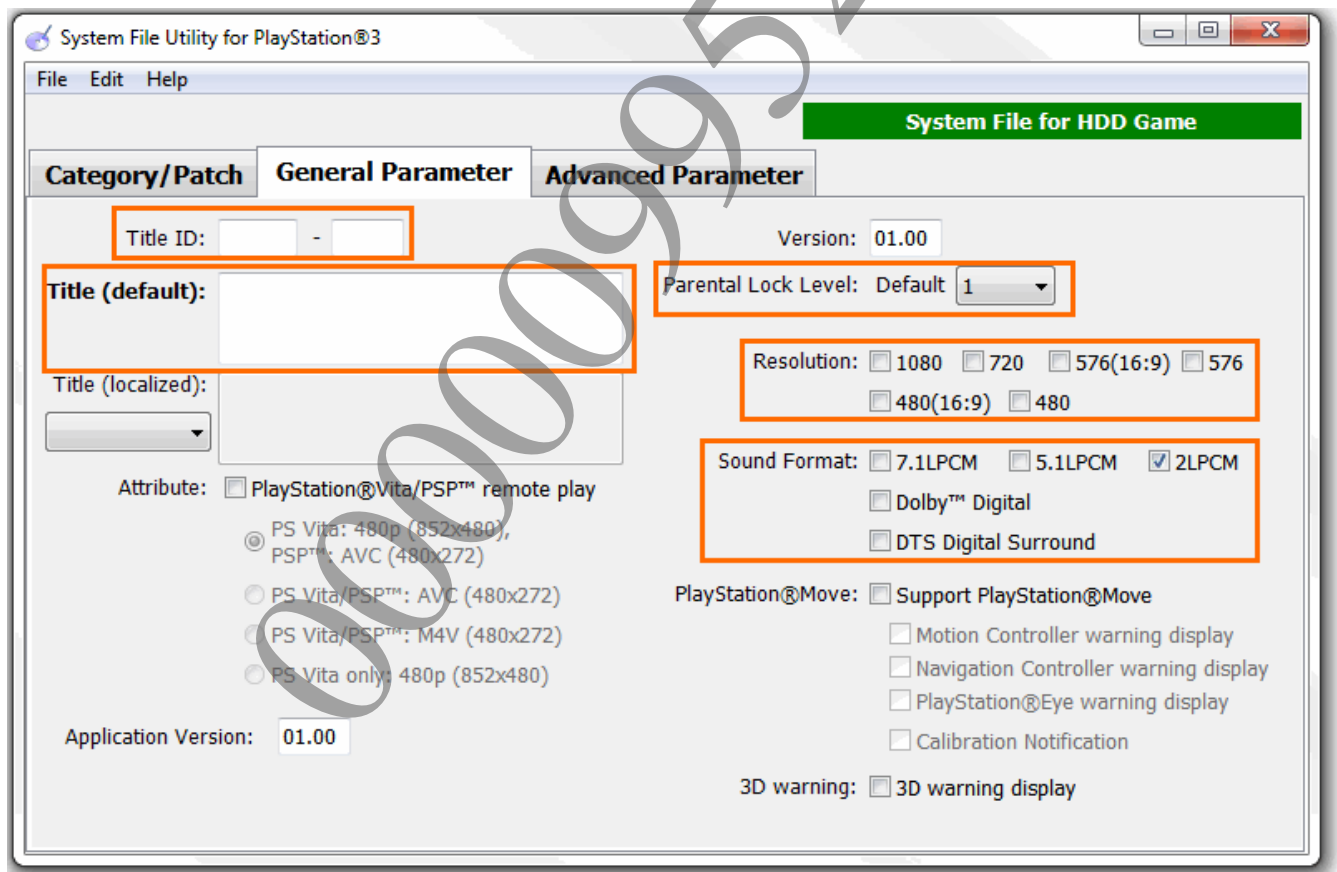 System File Utility for PlayStation®3
File Edit Help
System File for HDD Game
Category/Patch General Parameter Advanced Parameter
Title ID: -
Version: 01.00
Title (default):
Parental Lock Level: Default 1
Resolution: 1080 720 576(16:9) 576
480(16:9) 480
Title (localized):
Sound Format: 7.1LPCM 5.1LPCM 2LPCM
Dolby™ Digital
DTS Digital Surround
Attribute: PlayStation®Vita/PSP™ remote play
PS Vita: 480p (852x480),
PSP™: AVC (480x272)
PS Vita/PSP™: AVC (480x272)
PS Vita/PSP™: M4V (480x272)
PS Vita only: 480p (852x480)
Application Version: 01.00
PlayStation®Move: Support PlayStation®Move
Motion Controller warning display
Navigation Controller warning display
PlayStation®Eye warning display
Calibration Notification
3D warning: 3D warning display